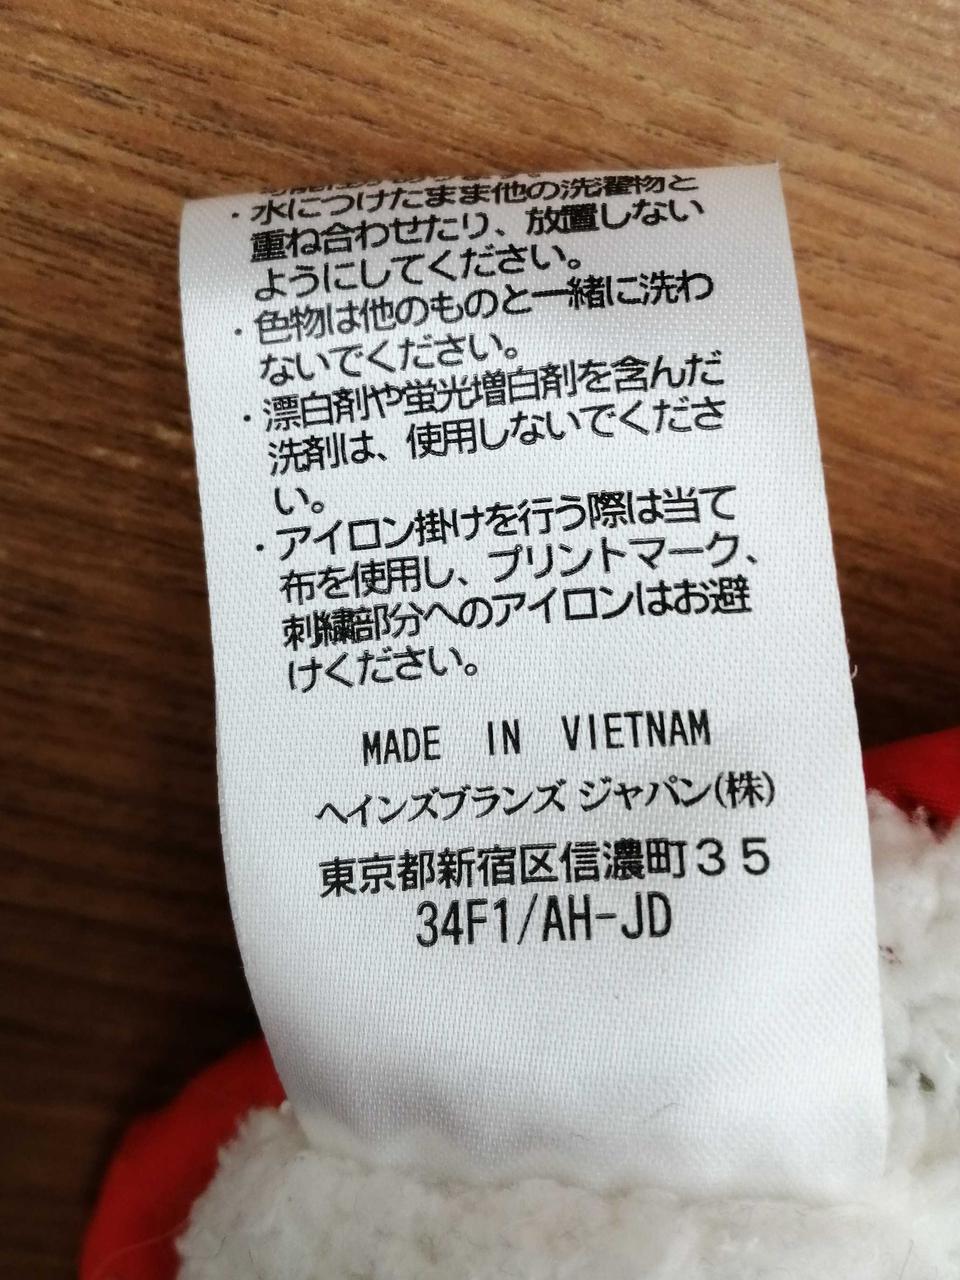 ・水につけたまま他の洗濯物と
重ね合わせたり、放置しない
ようにしてください。
・色物は他のものと一緒に洗わ
ないでください。
・漂白剤や蛍光増白剤を含んだ
洗剤は、使用しないでくださ
い。
・アイロン掛けを行う際は当て
布を使用し、プリントマーク、
刺繍部分へのアイロンはお避
けください。
MADE IN VIETNAM
ヘインズブランズ ジャパン(株)
東京都新宿区信濃町３５
34F1/AH-JD